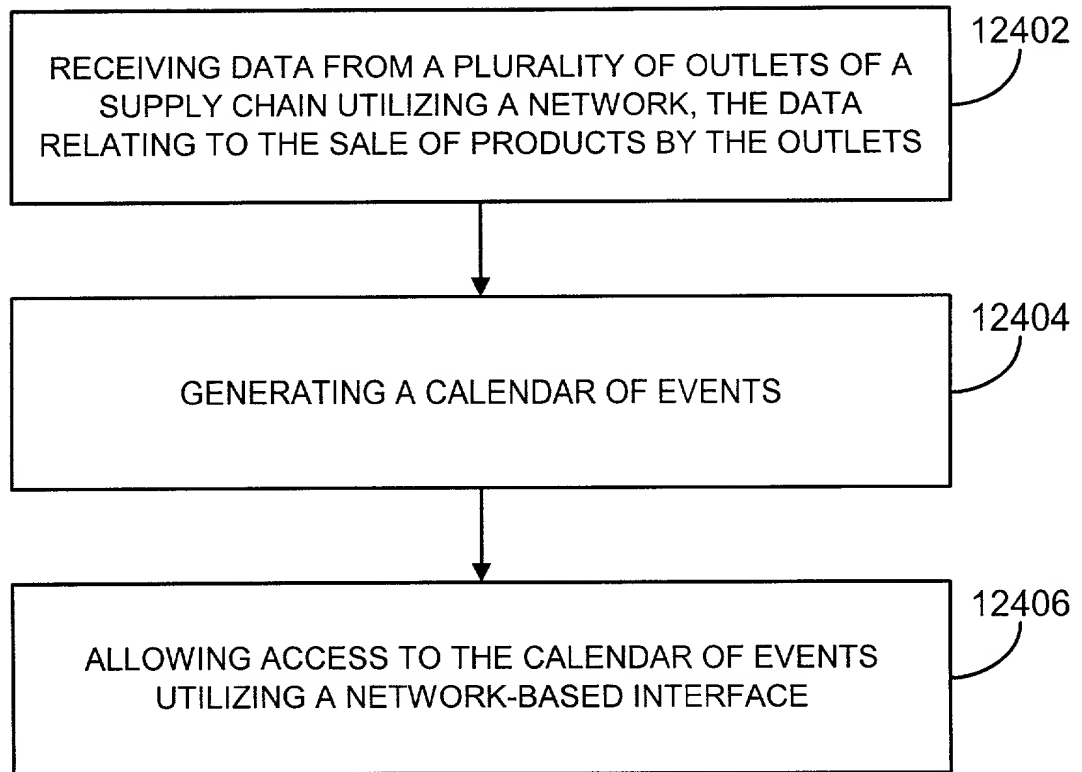 12402
RECEIVING DATA FROM A PLURALITY OF OUTLETS OF A
SUPPLY CHAIN UTILIZING A NETWORK, THE DATA
RELATING TO THE SALE OF PRODUCTS BY THE OUTLETS
12404
GENERATING A CALENDAR OF EVENTS
12406
ALLOWING ACCESS TO THE CALENDAR OF EVENTS
UTILIZING A NETWORK-BASED INTERFACE